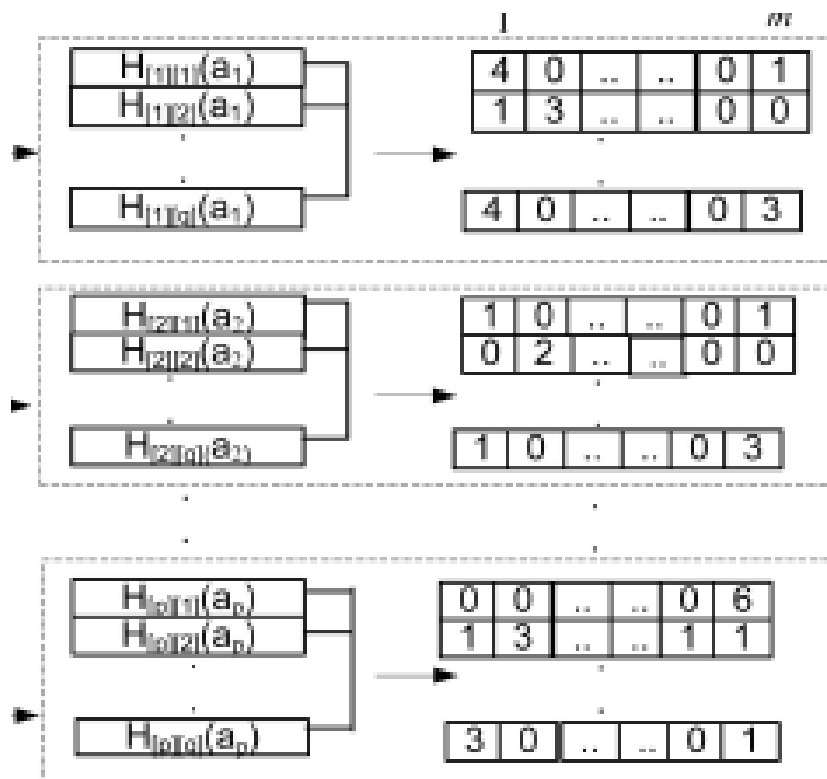 1 m
H[1][1](a1) 4 0 .. .. 0 1
H[1][2](a1) 1 3 .. .. 0 0
H[1][q](a1) 4 0 .. .. 0 3
H[2][1](a2) 1 0 .. .. 0 1
H[2][2](a2) 0 2 .. .. 0 0
H[2][q](a2) 1 0 .. .. 0 3
H[p][1](ap) 0 0 .. .. 0 6
H[p][2](ap) 1 3 .. .. 1 1
H[p][q](ap) 3 0 .. .. 0 1